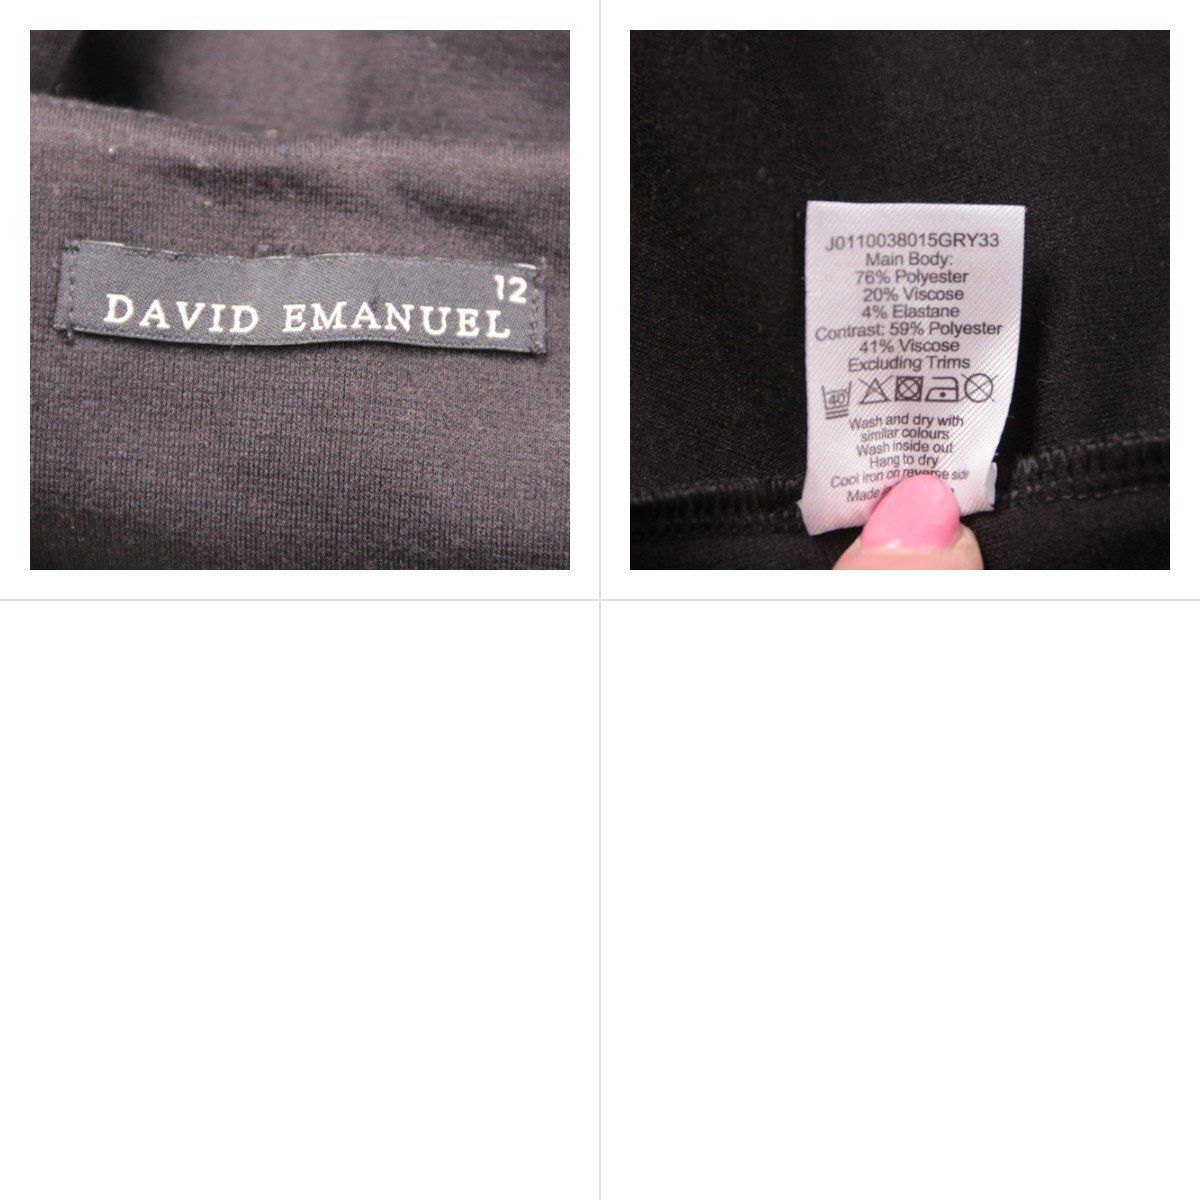 12
DAVID EMANUEL
J0110038015GRY33
Main Body:
76% Polyester
20% Viscose
4% Elastane
Contrast: 59% Polyester
41% Viscose
Excluding Trims
40
Wash and dry with
similar colours
Wash inside out
Hang to dry
Cool iron on reverse side
Made